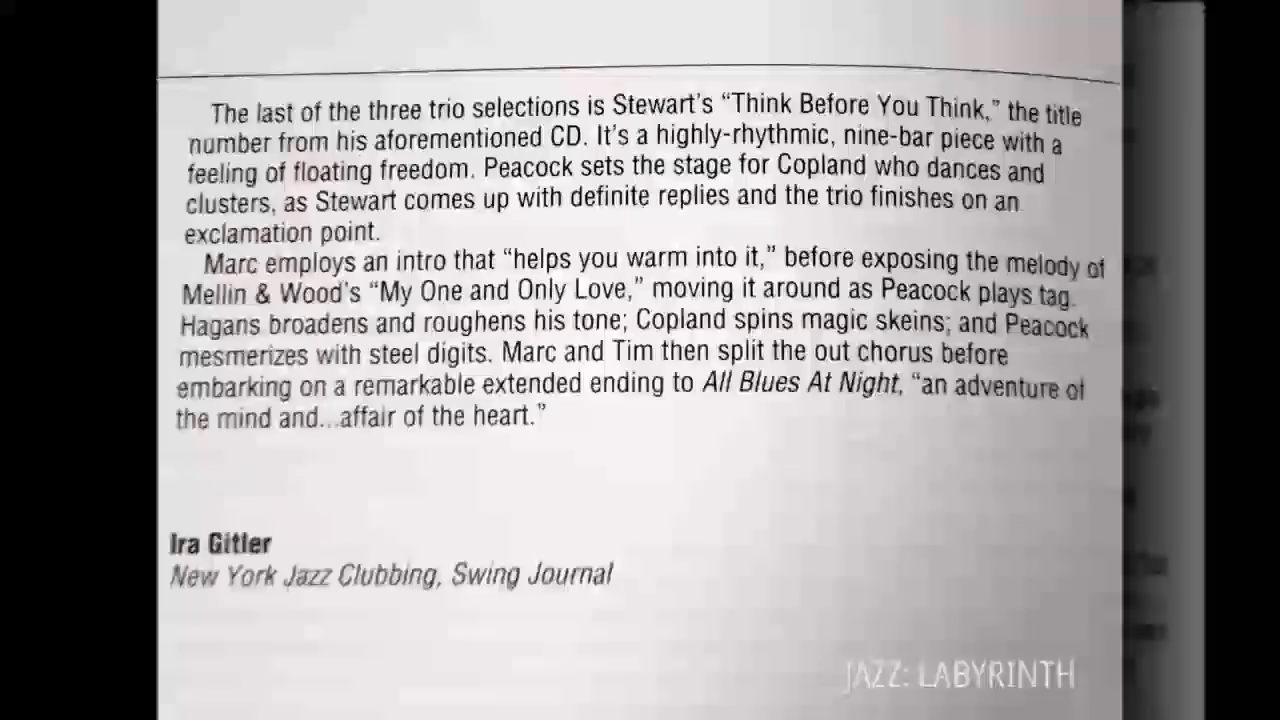 The last of the three trio selections is Stewart's “Think Before You Think,” the title
number from his aforementioned CD. It's a highly-rhythmic, nine-bar piece with a
feeling of floating freedom. Peacock sets the stage for Copland who dances and
clusters, as Stewart comes up with definite replies and the trio finishes on an
exclamation point.
Marc employs an intro that “helps you warm into it,” before exposing the melody of
Mellin & Wood's “My One and Only Love,” moving it around as Peacock plays tag.
Hagans broadens and roughens his tone; Copland spins magic skeins; and Peacock
mesmerizes with steel digits. Marc and Tim then split the out chorus before
embarking on a remarkable extended ending to All Blues At Night, “an adventure of
the mind and...affair of the heart.”
Ira Gitler
New York Jazz Clubbing, Swing Journal
JAZZ: LABYRINTH